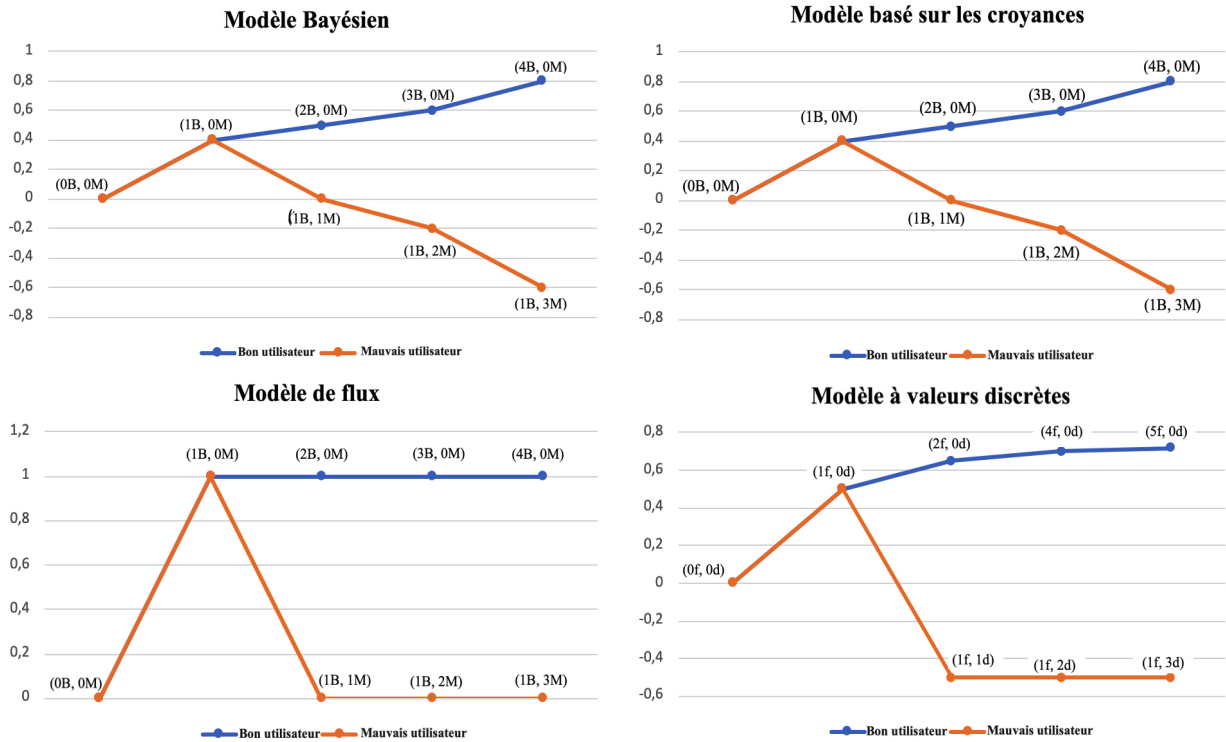 Modèle Bayésien
1
0,8
0,6
0,4
0,2
0
-0,2
-0,4
-0,6
-0,8
(0B, 0M)
(1B, 0M)
(2B, 0M)
(3B, 0M)
(4B, 0M)
(1B, 1M)
(1B, 2M)
(1B, 3M)
Bon utilisateur Mauvais utilisateur
Modèle basé sur les croyances
1
0,8
0,6
0,4
0,2
0
-0,2
-0,4
-0,6
-0,8
(0B, 0M)
(1B, 0M)
(2B, 0M)
(3B, 0M)
(4B, 0M)
(1B, 1M)
(1B, 2M)
(1B, 3M)
Bon utilisateur Mauvais utilisateur
Modèle de flux
1,2
1
0,8
0,6
0,4
0,2
0
(0B, 0M)
(1B, 0M)
(2B, 0M)
(3B, 0M)
(4B, 0M)
(1B, 1M)
(1B, 2M)
(1B, 3M)
Bon utilisateur Mauvais utilisateur
Modèle à valeurs discrètes
0,8
0,6
0,4
0,2
0
-0,2
-0,4
-0,6
(0f, 0d)
(1f, 0d)
(2f, 0d)
(4f, 0d)
(5f, 0d)
(1f, 1d)
(1f, 2d)
(1f, 3d)
Bon utilisateur Mauvais utilisateur